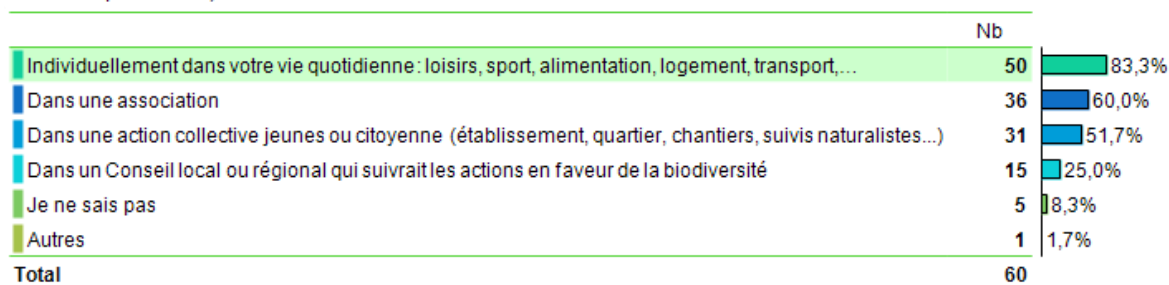 Nb
Individuellement dans votre vie quotidienne: loisirs, sport, alimentation, logement, transport,... 50 83,3%
Dans une association 36 60,0%
Dans une action collective jeunes ou citoyenne (établissement, quartier, chantiers, suivis naturalistes...) 31 51,7%
Dans un Conseil local ou régional qui suivrait les actions en faveur de la biodiversité 15 25,0%
Je ne sais pas 5 8,3%
Autres 1 1,7%
Total 60